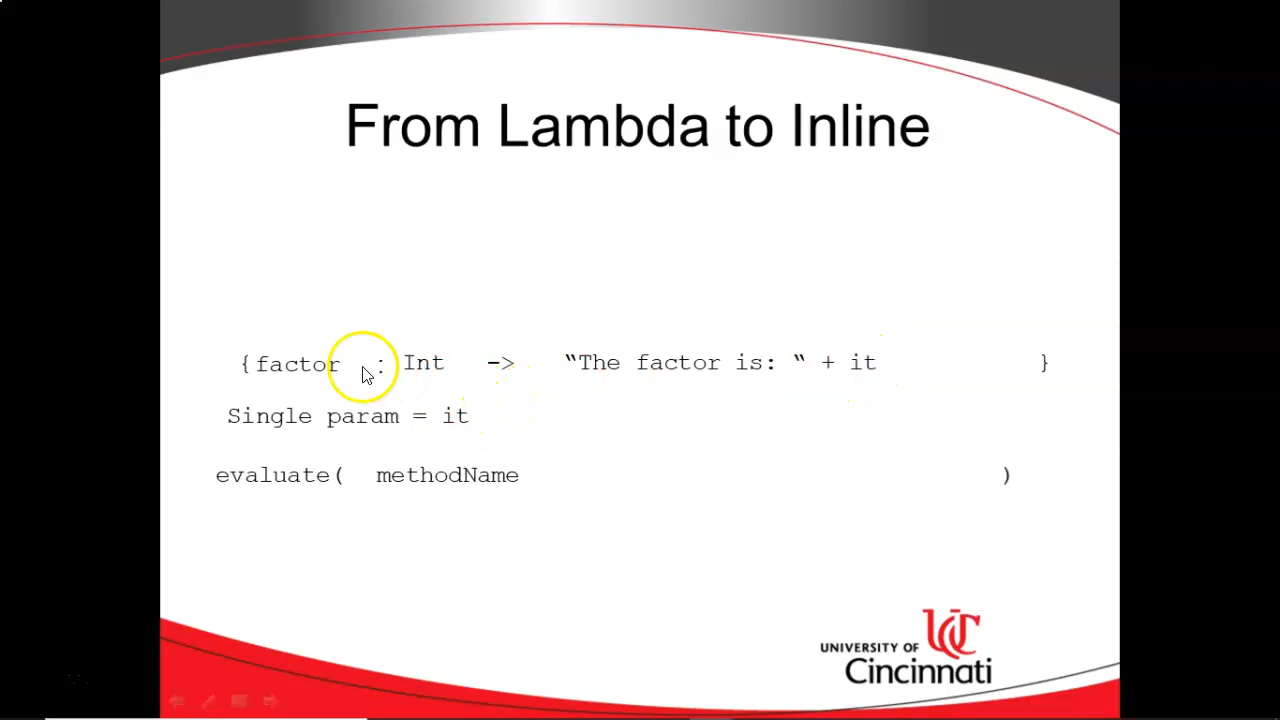 From Lambda to Inline
{factor : Int -> “The factor is: “ + it }
Single param = it
evaluate( methodName )
UC
UNIVERSITY OF
Cincinnati